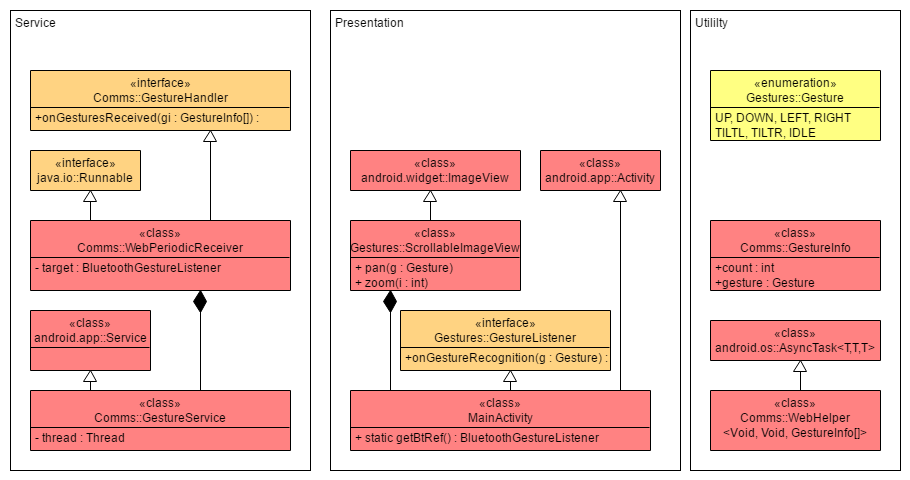 Service
«interface»
Comms::GestureHandler
+onGesturesReceived(gi : GestureInfo[]) :
«interface»
java.io::Runnable
«class»
Comms::WebPeriodicReceiver
- target : BluetoothGestureListener
«class»
android.app::Service
«class»
Comms::GestureService
- thread : Thread
Presentation
«class»
android.widget::ImageView
«class»
android.app::Activity
«class»
Gestures::ScrollableImageView
+ pan(g : Gesture)
+ zoom(i : int)
«interface»
Gestures::GestureListener
+onGestureRecognition(g : Gesture) :
«class»
MainActivity
+ static getBtRef() : BluetoothGestureListener
Utililty
«enumeration»
Gestures::Gesture
UP, DOWN, LEFT, RIGHT
TILTL, TILTR, IDLE
«class»
Comms::GestureInfo
+count : int
+gesture : Gesture
«class»
android.os::AsyncTask<T,T,T>
«class»
Comms::WebHelper
<Void, Void, GestureInfo[]>